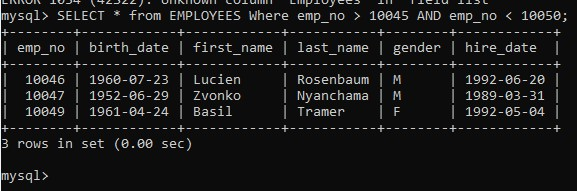 ERROR 1054 (42S22): Unknown column 'Employees' in 'field list'
mysql> SELECT * from EMPLOYEES Where emp_no > 10045 AND emp_no < 10050;
+--------+------------+------------+-----------+--------+------------+
| emp_no | birth_date | first_name | last_name | gender | hire_date  |
+--------+------------+------------+-----------+--------+------------+
| 10046 | 1960-07-23 | Lucien | Rosenbaum | M | 1992-06-20 |
| 10047 | 1952-06-29 | Zvonko | Nyanchama | M | 1989-03-31 |
| 10049 | 1961-04-24 | Basil | Tramer | F | 1992-05-04 |
+--------+------------+------------+-----------+--------+------------+
3 rows in set (0.00 sec)
mysql>